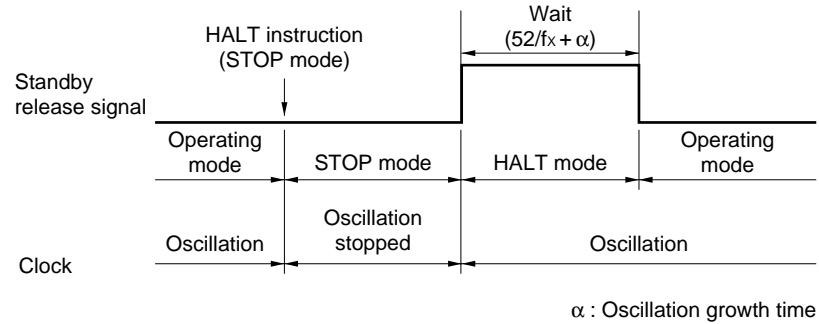 Wait
(52/fX + α)
HALT instruction
(STOP mode)
Standby
release signal
Operating
mode
STOP mode
HALT mode
Operating
mode
Oscillation
Oscillation
stopped
Oscillation
Clock
α : Oscillation growth time